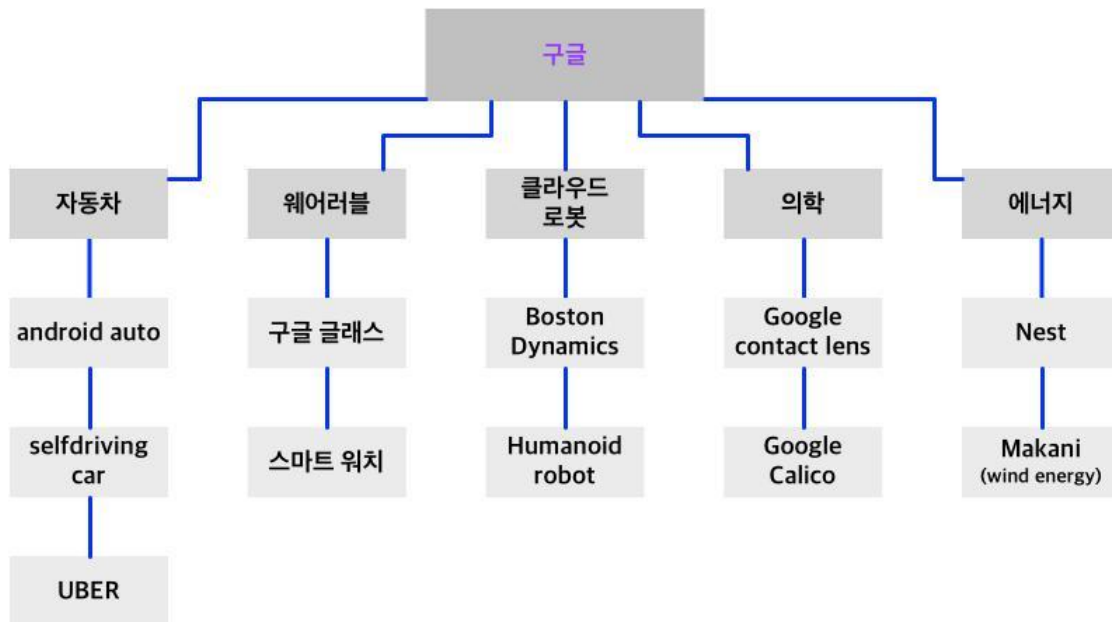 구글
자동차
웨어러블
클라우드
로봇
의학
에너지
android auto
구글 글래스
Boston
Dynamics
Google
contact lens
Nest
selfdriving
car
스마트 워치
Humanoid
robot
Google
Calico
Makani
(wind energy)
UBER